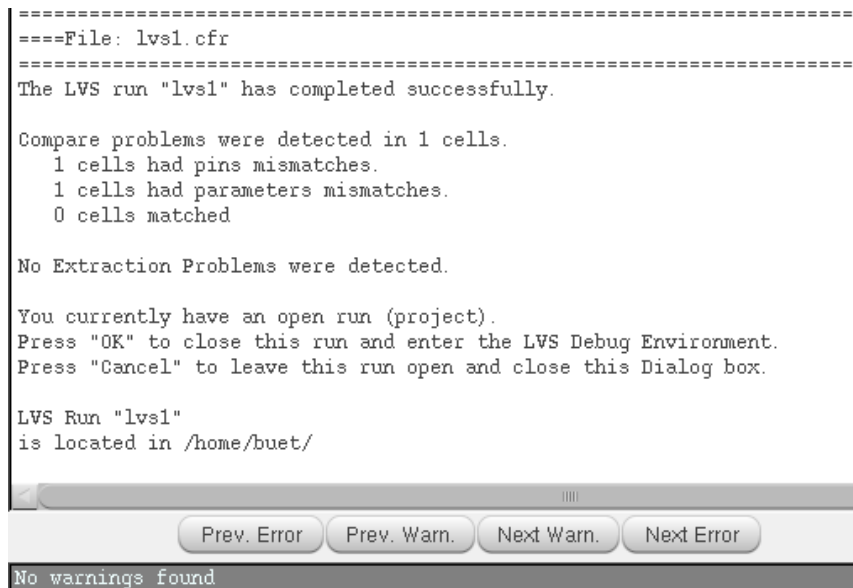 =======================================================================
====File: lvs1.cfr
=======================================================================
The LVS run "lvs1" has completed successfully.
Compare problems were detected in 1 cells.
1 cells had pins mismatches.
1 cells had parameters mismatches.
0 cells matched
No Extraction Problems were detected.
You currently have an open run (project).
Press "OK" to close this run and enter the LVS Debug Environment.
Press "Cancel" to leave this run open and close this Dialog box.
LVS Run "lvs1"
is located in /home/buet/
Prev. Error Prev. Warn. Next Warn. Next Error
No warnings found